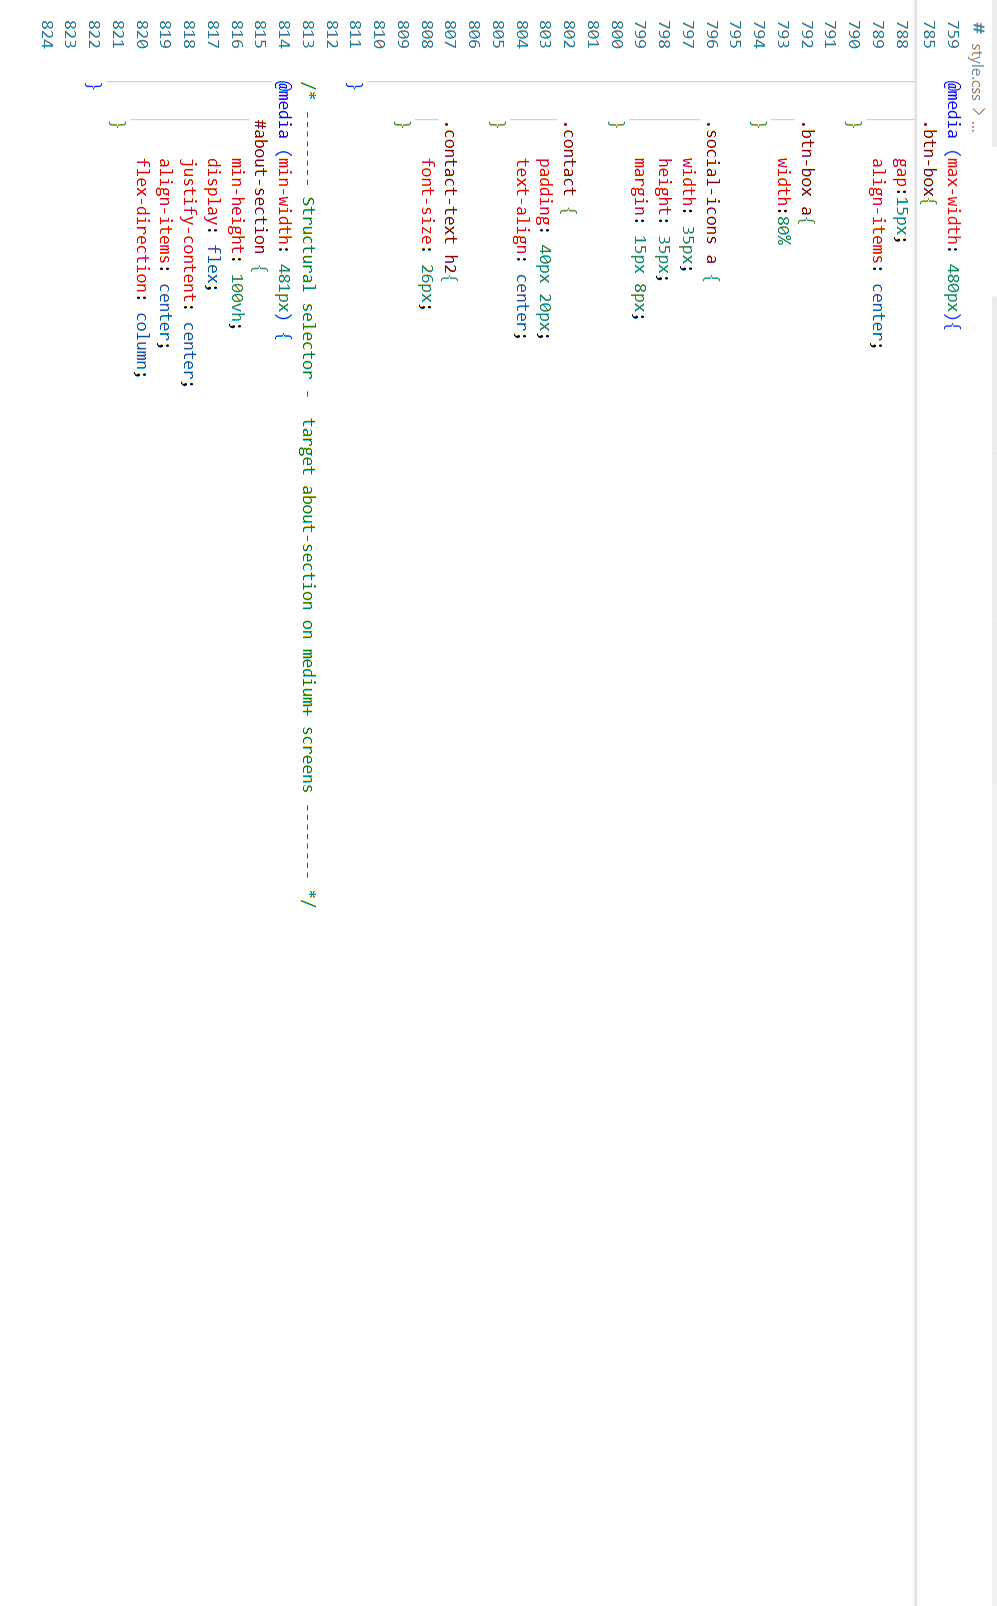 # style.css > ...
759 @media (max-width: 480px){
785 .btn-box{
788 gap:15px;
789 align-items: center;
790 }
791
792 .btn-box a{
793 width:80%
794 }
795
796 .social-icons a {
797 width: 35px;
798 height: 35px;
799 margin: 15px 8px;
800 }
801
802 .contact {
803 padding: 40px 20px;
804 text-align: center;
805 }
806
807 .contact-text h2{
808 font-size: 26px;
809 }
810
811 }
812
813 /* -------- Structural selector -  target about-section on medium+ screens -------- */
814 @media (min-width: 481px) {
815 #about-section {
816 min-height: 100vh;
817 display: flex;
818 justify-content: center;
819 align-items: center;
820 flex-direction: column;
821 }
822 }
823
824